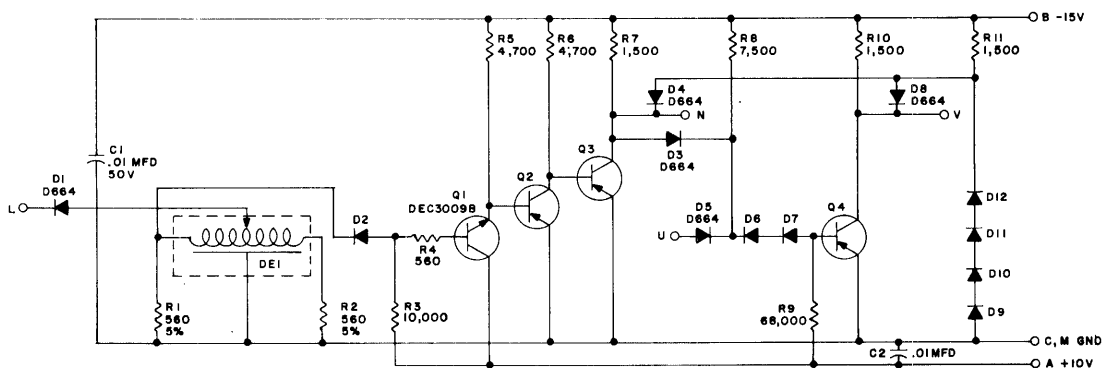 B -15V
R5
4,700
R6
4,700
R7
1,500
R8
7,500
R10
1,500
R11
1,500
D4
D664
N
D8
D664
V
C1
.01 MFD
50V
D3
D664
Q3
Q2
Q1
DEC3009B
D1
D664
L
D2
R4
560
D5
D664
U
D6
D7
Q4
D12
D11
D10
D9
DE1
R1
560
5%
R2
560
5%
R3
10,000
R9
68,000
C2
.01MFD
C,M GND
A +10V